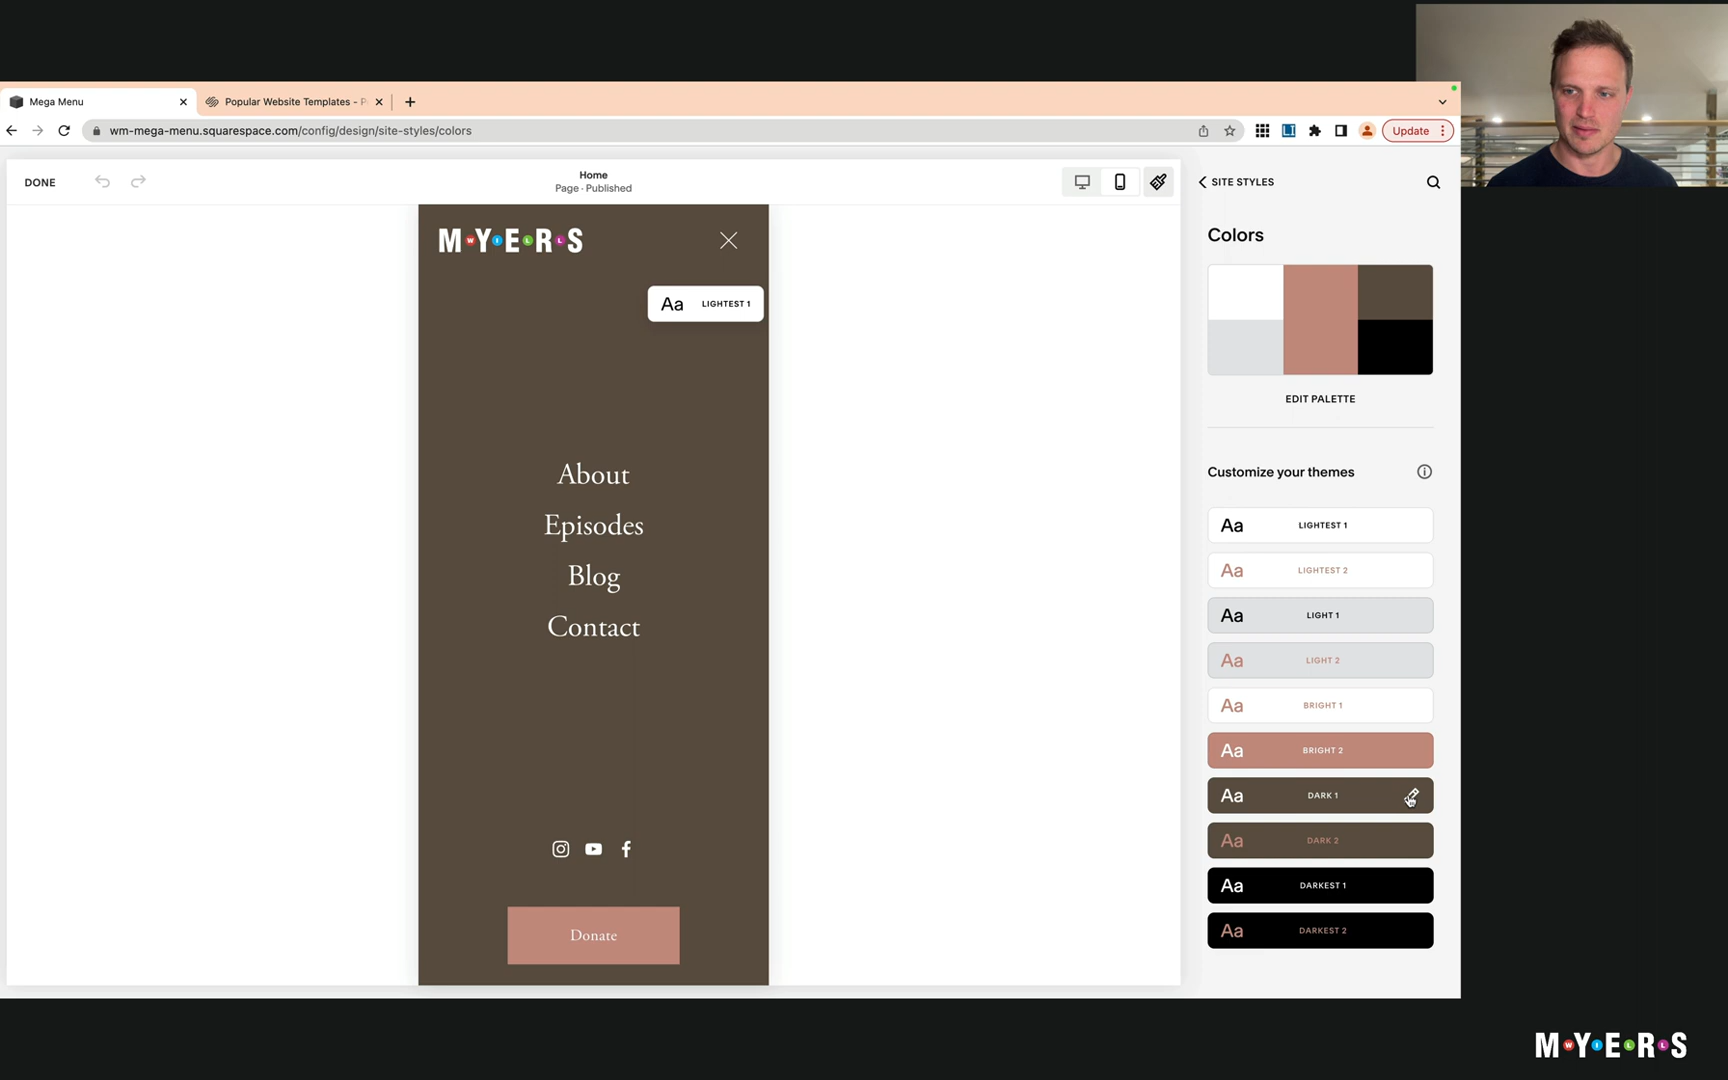 Mega Menu
Popular Website Templates -
Update
wm-mega-menu.squarespace.com/config/design/site-styles/colors
DONE
Home
Page · Published
SITE STYLES
MYERS
WILL
Aa LIGHTEST 1
About
Episodes
Blog
Contact
Donate
Colors
EDIT PALETTE
Customize your themes
Aa LIGHTEST 1
Aa LIGHTEST 2
Aa LIGHT 1
Aa LIGHT 2
Aa BRIGHT 1
Aa BRIGHT 2
Aa DARK 1
Aa DARK 2
Aa DARKEST 1
Aa DARKEST 2
MYERS
WILL